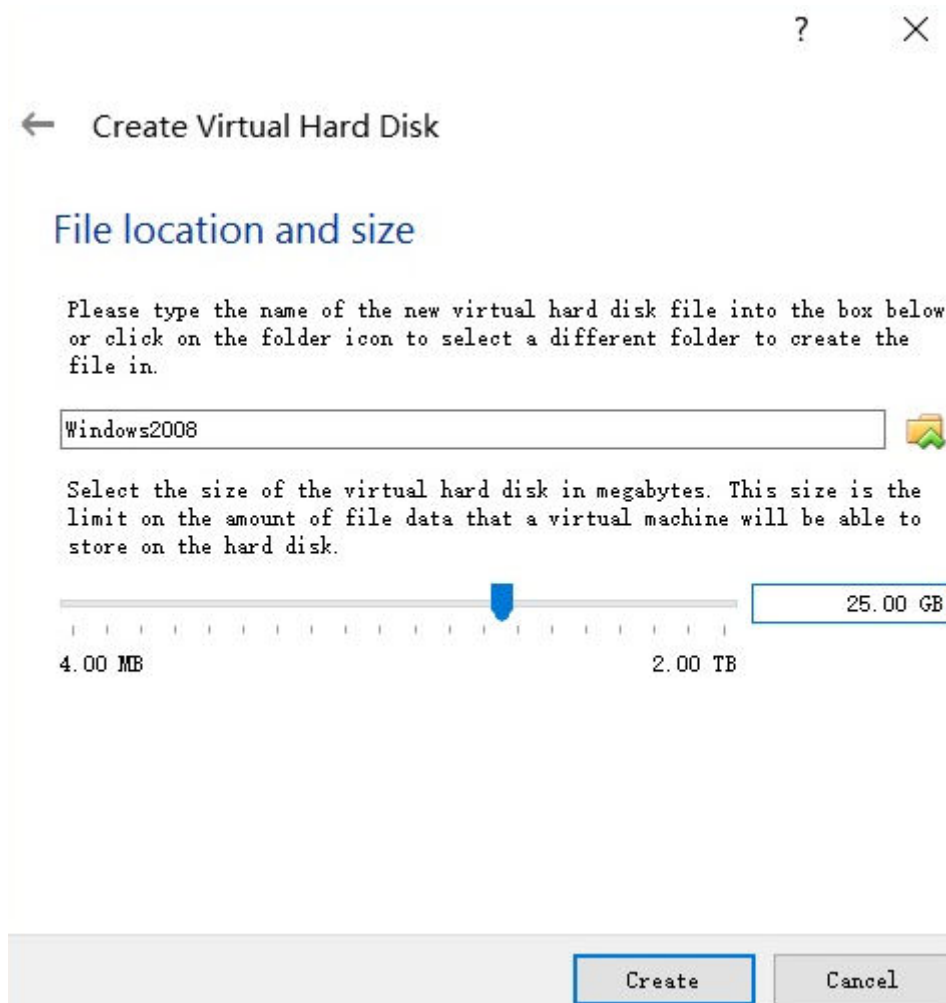 ?
Create Virtual Hard Disk
File location and size
Please type the name of the new virtual hard disk file into the box below
or click on the folder icon to select a different folder to create the
file in.
Windows2008
Select the size of the virtual hard disk in megabytes. This size is the
limit on the amount of file data that a virtual machine will be able to
store on the hard disk.
25.00 GB
4.00 MB 2.00 TB
Create Cancel